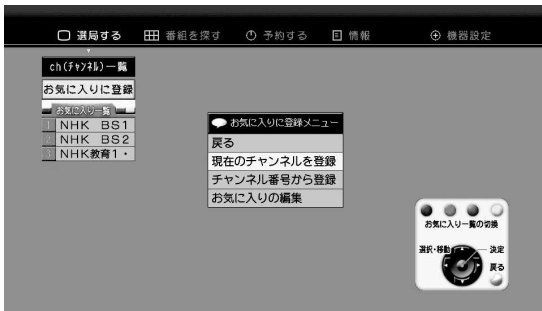 選局する 番組を探す 予約する 情報 機器設定
ch(チャンネル)一覧
お気に入りに登録
お気に入り一覧
1 NHK BS1
2 NHK BS2
3 NHK教育1・
お気に入りに登録メニュー
戻る
現在のチャンネルを登録
チャンネル番号から登録
お気に入りの編集
お気に入り一覧の切換
選択・移動 決定
戻る